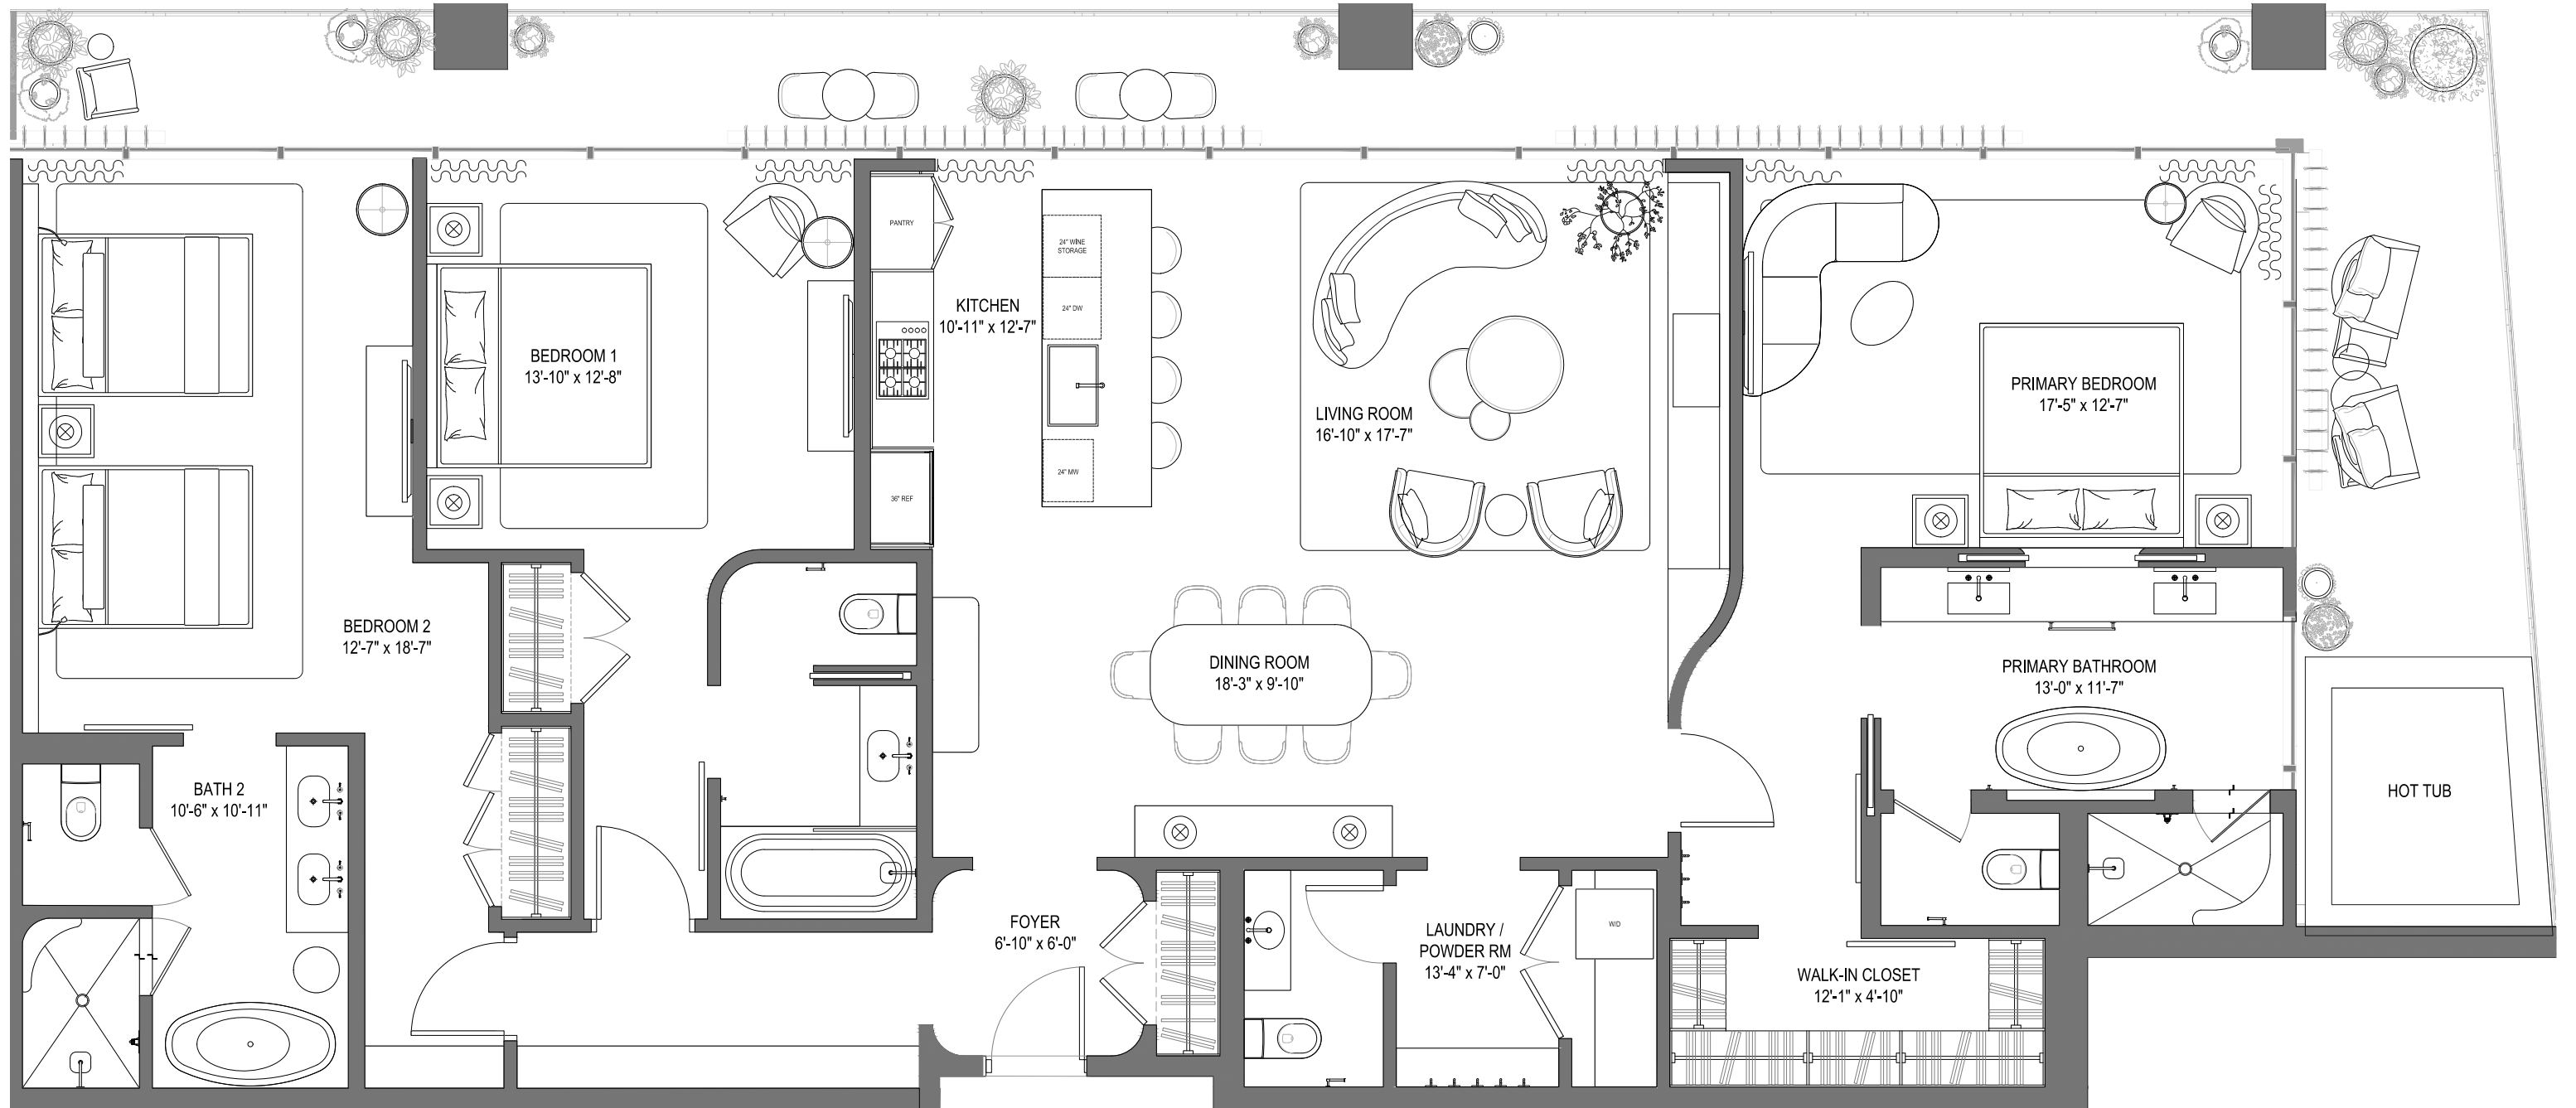 PANTRY
24" WINE
STORAGE
24" DW
KITCHEN
10'-11" x 12'-7"
24" MW
36" REF
BEDROOM 1
13'-10" x 12'-8"
LIVING ROOM
16'-10" x 17'-7"
PRIMARY BEDROOM
17'-5" x 12'-7"
BEDROOM 2
12'-7" x 18'-7"
DINING ROOM
18'-3" x 9'-10"
PRIMARY BATHROOM
13'-0" x 11'-7"
BATH 2
10'-6" x 10'-11"
HOT TUB
FOYER
6'-10" x 6'-0"
LAUNDRY /
POWDER RM
13'-4" x 7'-0"
W/D
WALK-IN CLOSET
12'-1" x 4'-10"